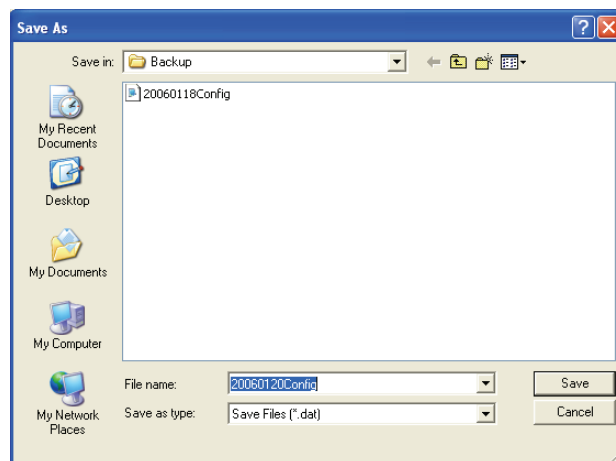 Save As
Save in:
Backup
20060118Config
My Recent
Documents
Desktop
My Documents
My Computer
My Network
Places
File name:
20060120Config
Save
Save as type:
Save Files (*.dat)
Cancel